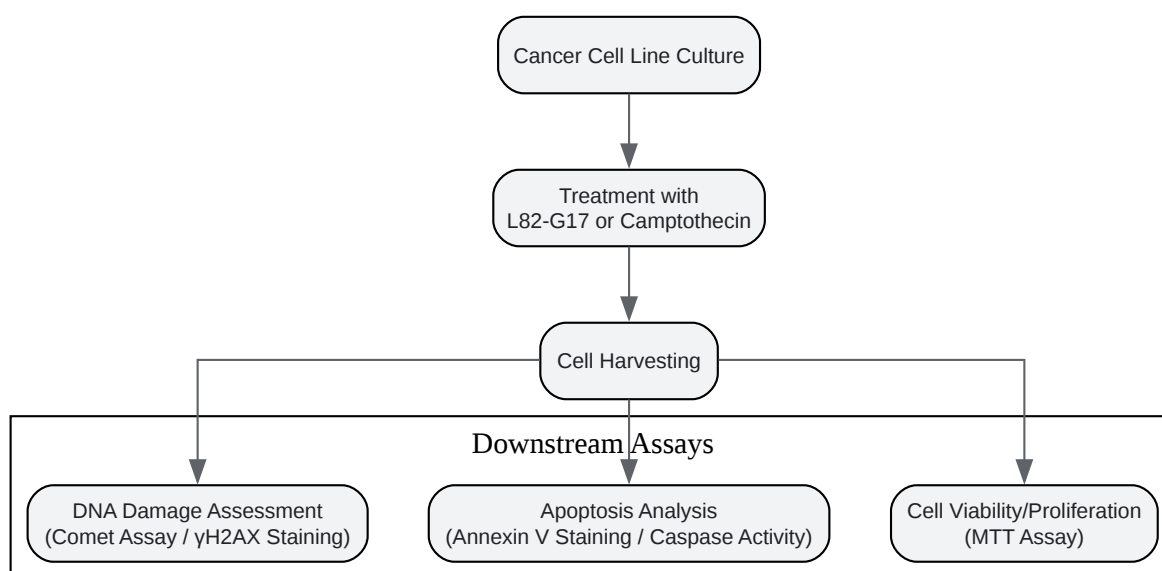 Cancer Cell Line Culture
Treatment with
L82-G17 or Camptothecin
Cell Harvesting
Downstream Assays
DNA Damage Assessment
(Comet Assay / γH2AX Staining)
Apoptosis Analysis
(Annexin V Staining / Caspase Activity)
Cell Viability/Proliferation
(MTT Assay)